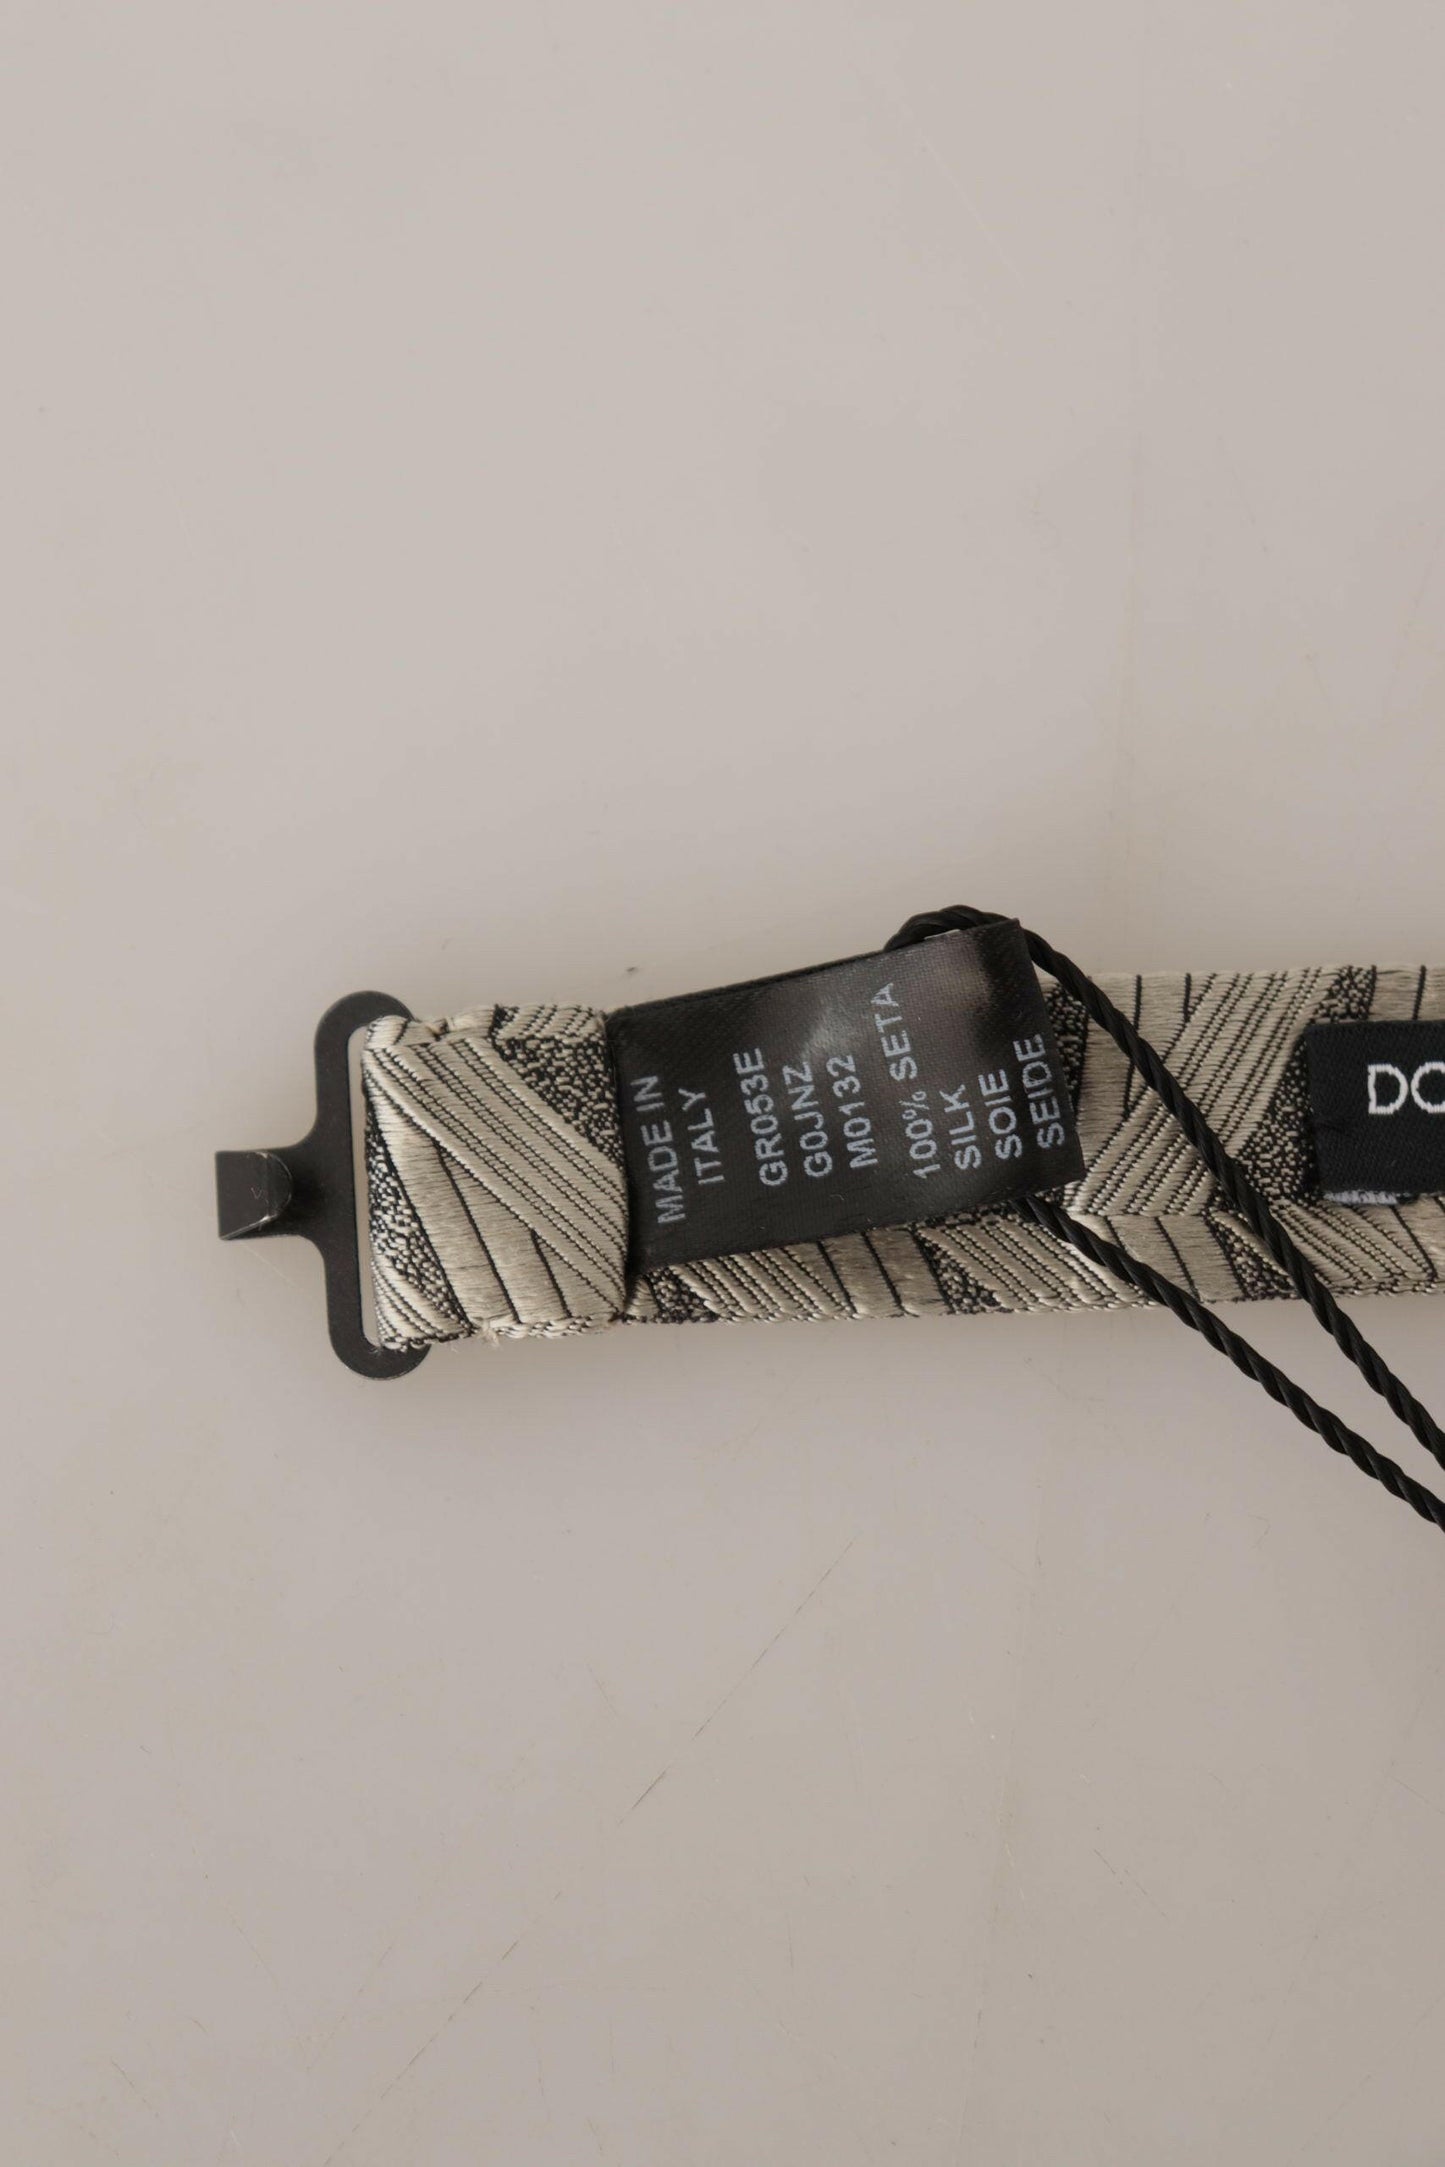 MADE IN
ITALY
GR053E
G0JNZ
M0132
100% SETA
SILK
SOIE
SEIDE
DO